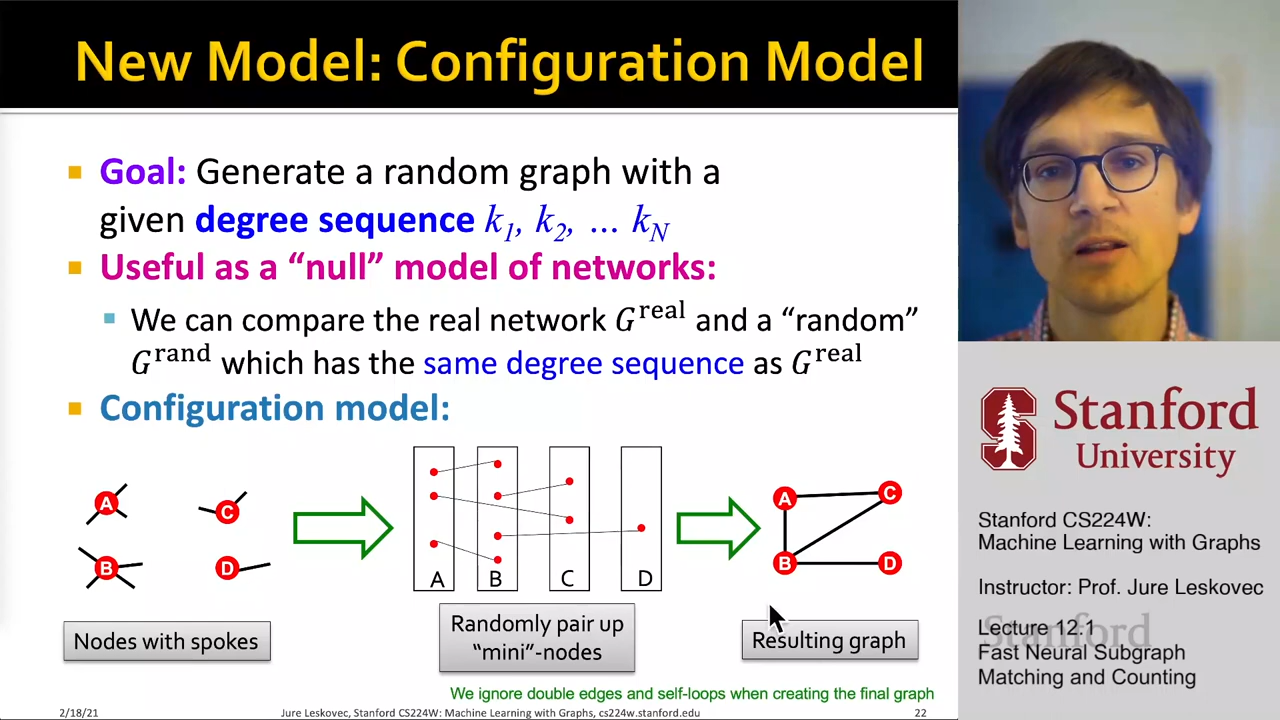 New Model: Configuration Model
Goal: Generate a random graph with a
given degree sequence k1, k2, ... kN
Useful as a “null” model of networks:
We can compare the real network Greal and a “random”
Grand which has the same degree sequence as Greal
Configuration model:
A
C
B
D
A B C D
A
C
B
D
Nodes with spokes
Randomly pair up
“mini”-nodes
Resulting graph
We ignore double edges and self-loops when creating the final graph
2/18/21
Jure Leskovec, Stanford CS224W: Machine Learning with Graphs, cs224w.stanford.edu
22
S
Stanford
University
Stanford CS224W:
Machine Learning with Graphs
Instructor: Prof. Jure Leskovec
Stanford
Lecture 12.1
Fast Neural Subgraph
Matching and Counting